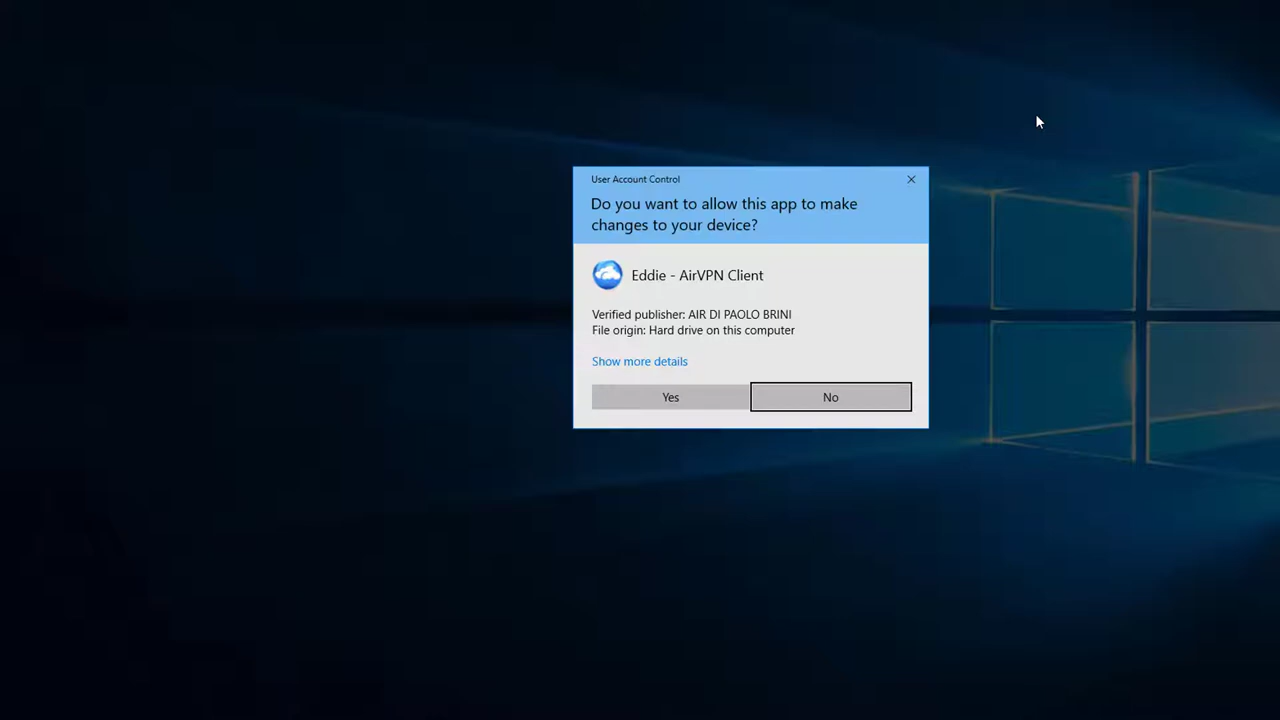 User Account Control
Do you want to allow this app to make
changes to your device?
Eddie - AirVPN Client
Verified publisher: AIR DI PAOLO BRINI
File origin: Hard drive on this computer
Show more details
Yes
No